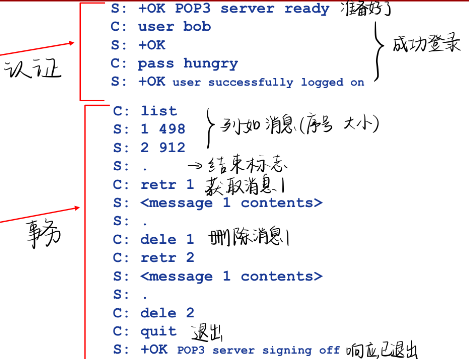 S: +OK POP3 server ready 准备好了
C: user bob
S: +OK
C: pass hungry
S: +OK user successfully logged on
成功登录
认证
C: list
S: 1 498
S: 2 912
列如消息(序号 大小)
S: . →结束标志
C: retr 1 获取消息1
S: <message 1 contents>
S: .
C: dele 1 删除消息1
C: retr 2
S: <message 1 contents>
S: .
C: dele 2
C: quit 退出
S: +OK POP3 server signing off 响应已退出
事务